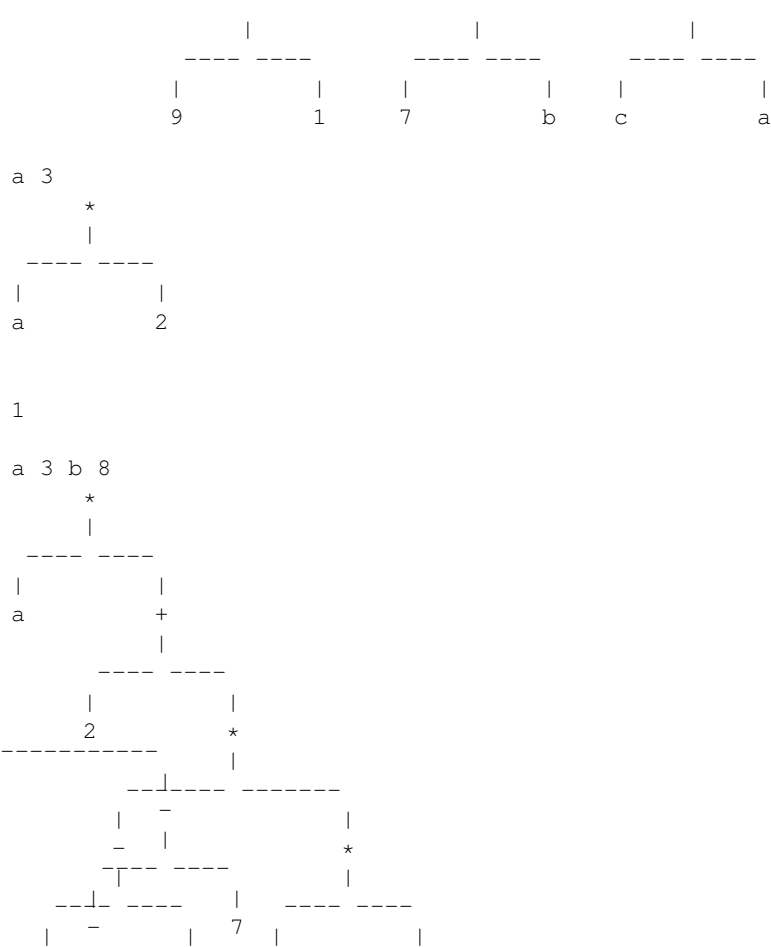 |               |              |
---- ----       ---- ----      ---- ----
|         |     |         |    |         |
9         1     7         b    c         a
a 3
*
|
---- ----
|         |
a         2
1
a 3 b 8
*
|
---- ----
|         |
a         +
|
---- ----
|         |
2         *
-----------
|
|
------- -------
-
|               |
|
-               *
---- ----
|               |
|         |
---- ----       ---- ----
-         7
|         |     |         |